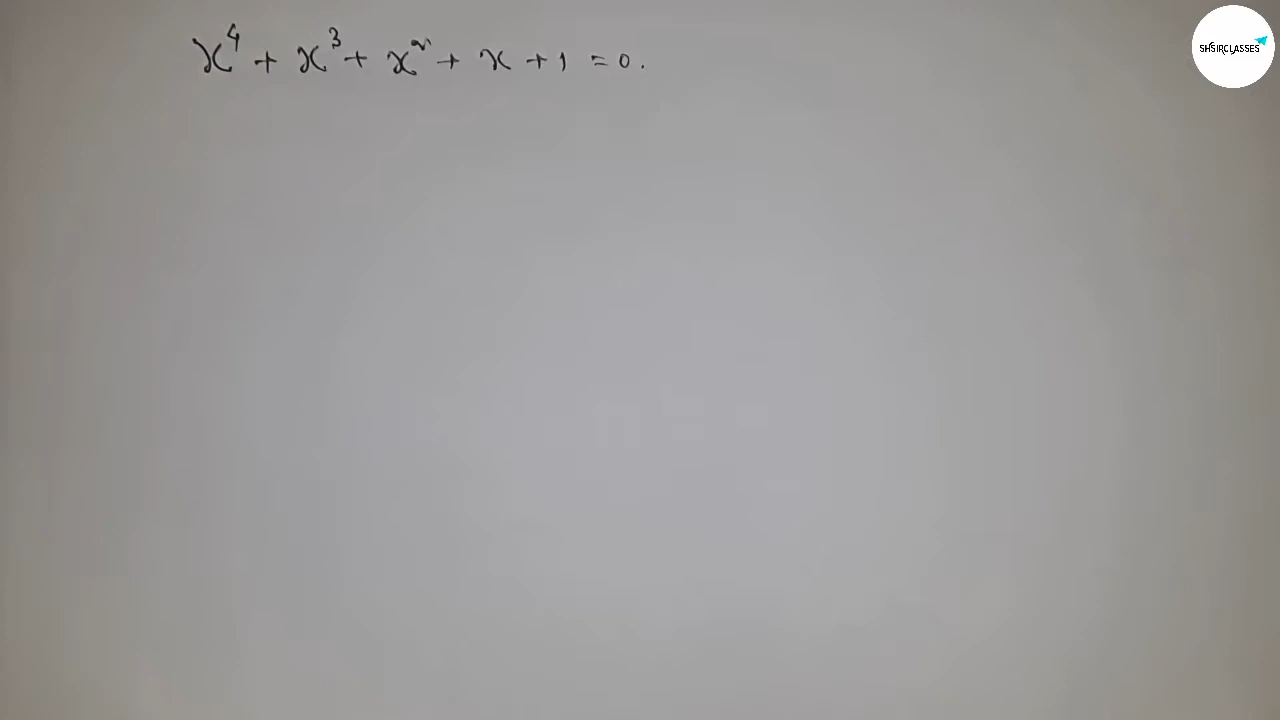 x⁴ + x³ + x² + x + 1 = 0.
SHSIRCLASSES